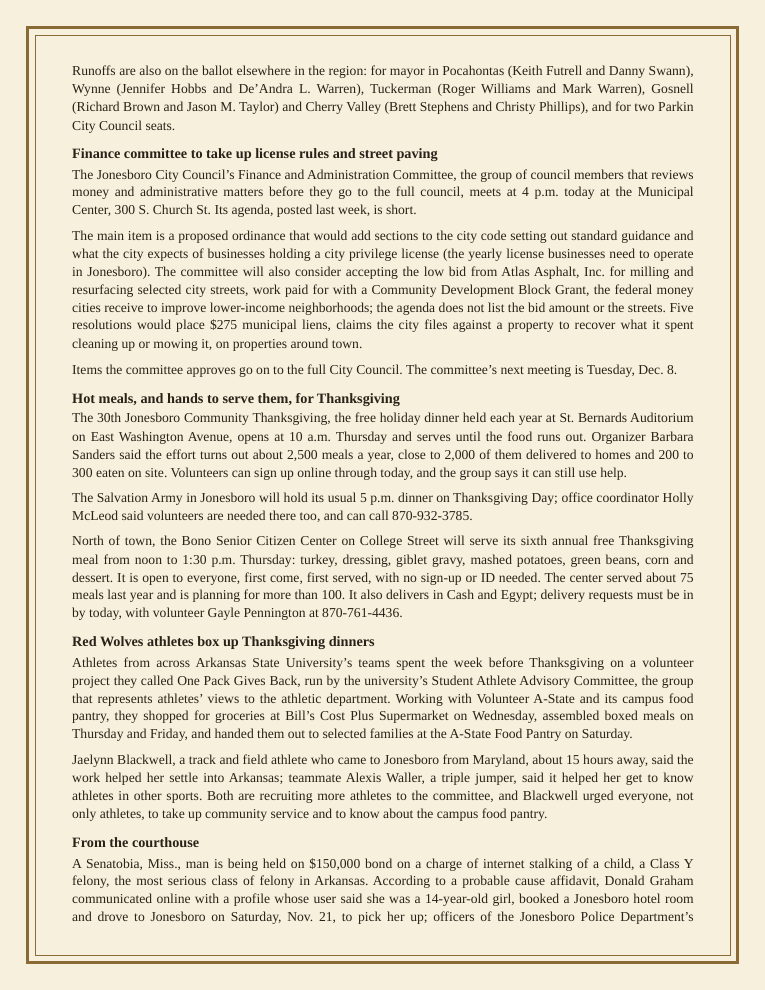 Runoffs are also on the ballot elsewhere in the region: for mayor in Pocahontas (Keith Futrell and Danny Swann),
Wynne (Jennifer Hobbs and De’Andra L. Warren), Tuckerman (Roger Williams and Mark Warren), Gosnell
(Richard Brown and Jason M. Taylor) and Cherry Valley (Brett Stephens and Christy Phillips), and for two Parkin
City Council seats.
Finance committee to take up license rules and street paving
The Jonesboro City Council’s Finance and Administration Committee, the group of council members that reviews
money and administrative matters before they go to the full council, meets at 4 p.m. today at the Municipal
Center, 300 S. Church St. Its agenda, posted last week, is short.
The main item is a proposed ordinance that would add sections to the city code setting out standard guidance and
what the city expects of businesses holding a city privilege license (the yearly license businesses need to operate
in Jonesboro). The committee will also consider accepting the low bid from Atlas Asphalt, Inc. for milling and
resurfacing selected city streets, work paid for with a Community Development Block Grant, the federal money
cities receive to improve lower-income neighborhoods; the agenda does not list the bid amount or the streets. Five
resolutions would place $275 municipal liens, claims the city files against a property to recover what it spent
cleaning up or mowing it, on properties around town.
Items the committee approves go on to the full City Council. The committee’s next meeting is Tuesday, Dec. 8.
Hot meals, and hands to serve them, for Thanksgiving
The 30th Jonesboro Community Thanksgiving, the free holiday dinner held each year at St. Bernards Auditorium
on East Washington Avenue, opens at 10 a.m. Thursday and serves until the food runs out. Organizer Barbara
Sanders said the effort turns out about 2,500 meals a year, close to 2,000 of them delivered to homes and 200 to
300 eaten on site. Volunteers can sign up online through today, and the group says it can still use help.
The Salvation Army in Jonesboro will hold its usual 5 p.m. dinner on Thanksgiving Day; office coordinator Holly
McLeod said volunteers are needed there too, and can call 870-932-3785.
North of town, the Bono Senior Citizen Center on College Street will serve its sixth annual free Thanksgiving
meal from noon to 1:30 p.m. Thursday: turkey, dressing, giblet gravy, mashed potatoes, green beans, corn and
dessert. It is open to everyone, first come, first served, with no sign-up or ID needed. The center served about 75
meals last year and is planning for more than 100. It also delivers in Cash and Egypt; delivery requests must be in
by today, with volunteer Gayle Pennington at 870-761-4436.
Red Wolves athletes box up Thanksgiving dinners
Athletes from across Arkansas State University’s teams spent the week before Thanksgiving on a volunteer
project they called One Pack Gives Back, run by the university’s Student Athlete Advisory Committee, the group
that represents athletes’ views to the athletic department. Working with Volunteer A-State and its campus food
pantry, they shopped for groceries at Bill’s Cost Plus Supermarket on Wednesday, assembled boxed meals on
Thursday and Friday, and handed them out to selected families at the A-State Food Pantry on Saturday.
Jaelynn Blackwell, a track and field athlete who came to Jonesboro from Maryland, about 15 hours away, said the
work helped her settle into Arkansas; teammate Alexis Waller, a triple jumper, said it helped her get to know
athletes in other sports. Both are recruiting more athletes to the committee, and Blackwell urged everyone, not
only athletes, to take up community service and to know about the campus food pantry.
From the courthouse
A Senatobia, Miss., man is being held on $150,000 bond on a charge of internet stalking of a child, a Class Y
felony, the most serious class of felony in Arkansas. According to a probable cause affidavit, Donald Graham
communicated online with a profile whose user said she was a 14-year-old girl, booked a Jonesboro hotel room
and drove to Jonesboro on Saturday, Nov. 21, to pick her up; officers of the Jonesboro Police Department’s